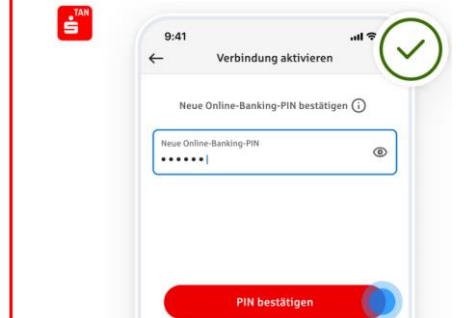 TAN
S
9:41
Verbindung aktivieren
Neue Online-Banking-PIN bestätigen
Neue Online-Banking-PIN
••••••
PIN bestätigen